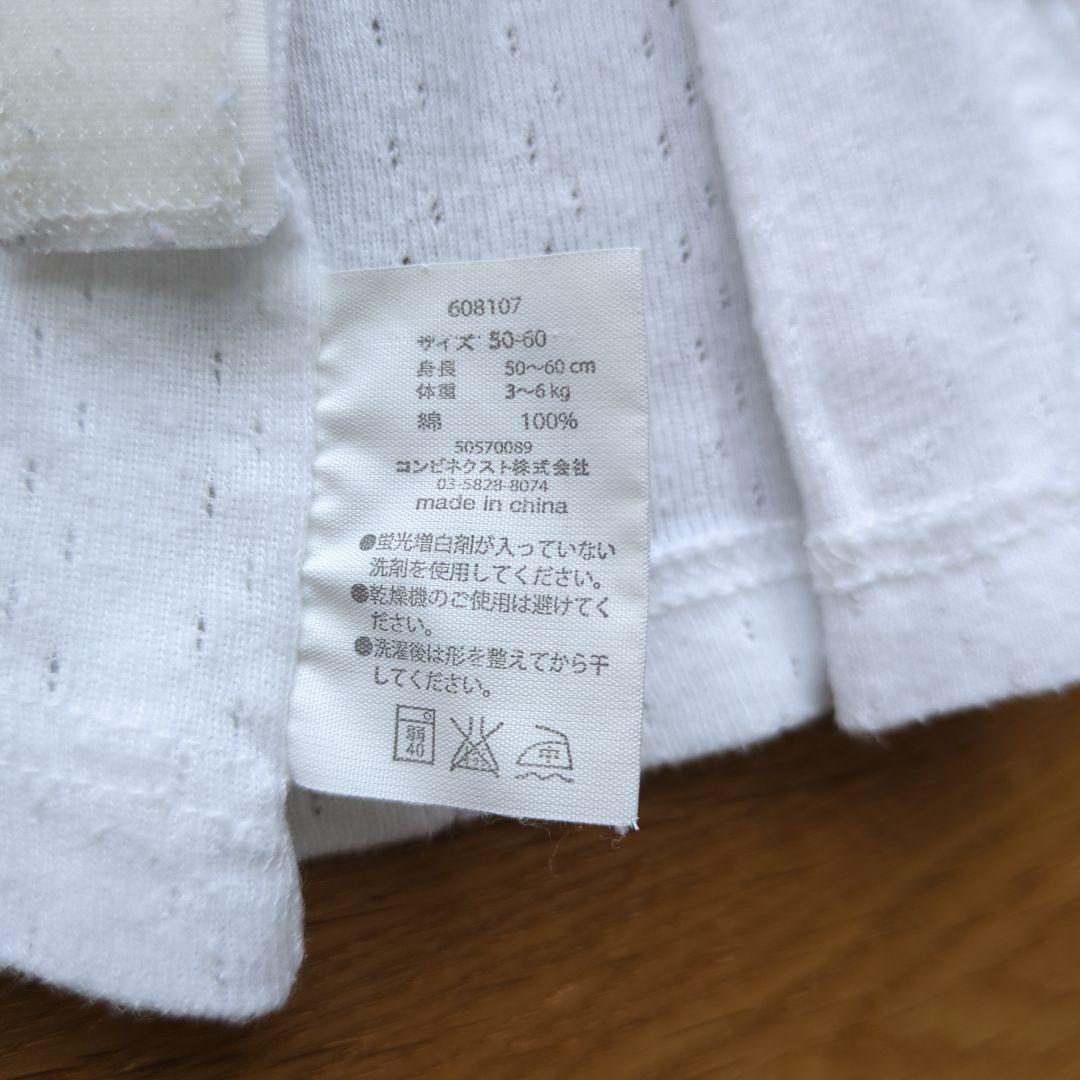 608107
サイズ 50-60
身長 50～60 cm
体重 3～6 kg
綿 100%
50570089
コンビネクスト株式会社
03-5828-8074
made in china
●蛍光増白剤が入っていない
洗剤を使用してください。
●乾燥機のご使用は避けてく
ださい。
●洗濯後は形を整えてから干
してください。
弱
40
中